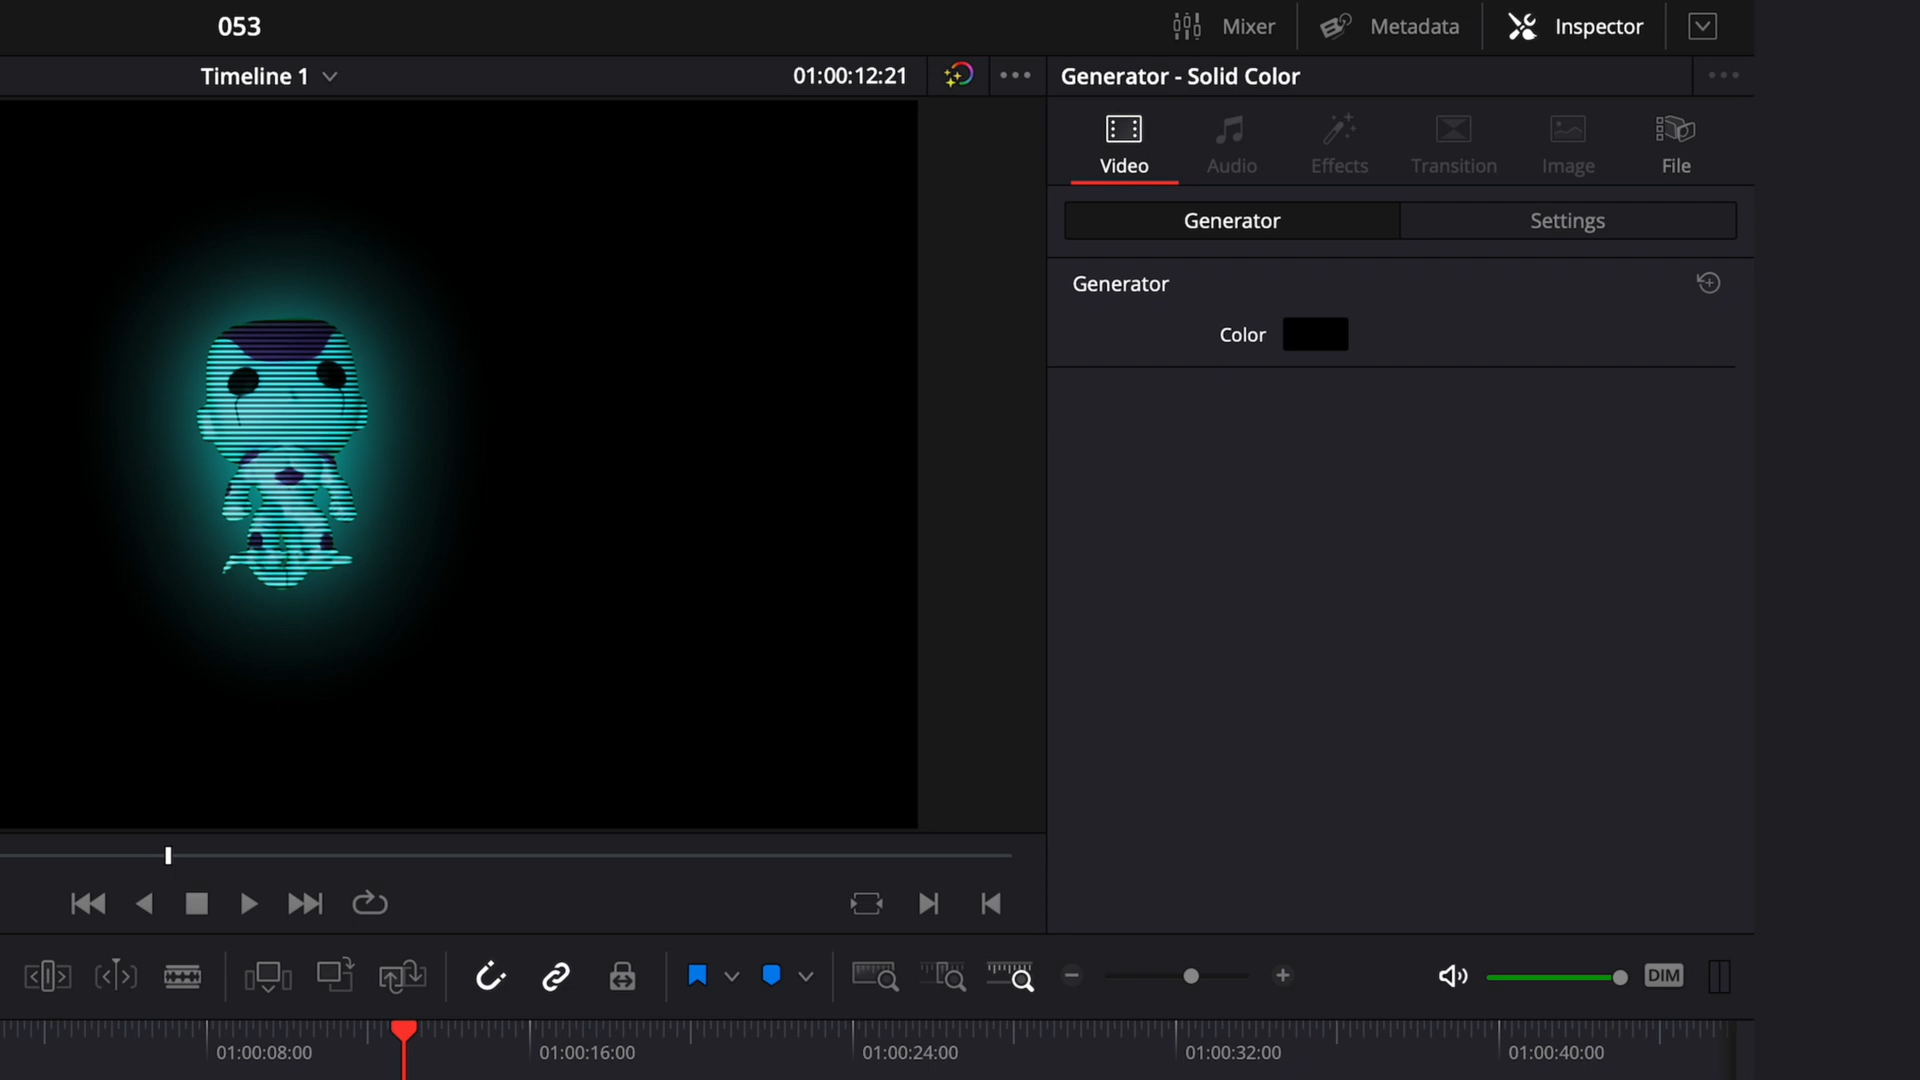 053
Mixer
Metadata
Inspector
Timeline 1
01:00:12:21
Generator - Solid Color
Video
Audio
Effects
Transition
Image
File
Generator
Settings
Generator
Color
DIM
01:00:08:00
01:00:16:00
01:00:24:00
01:00:32:00
01:00:40:00